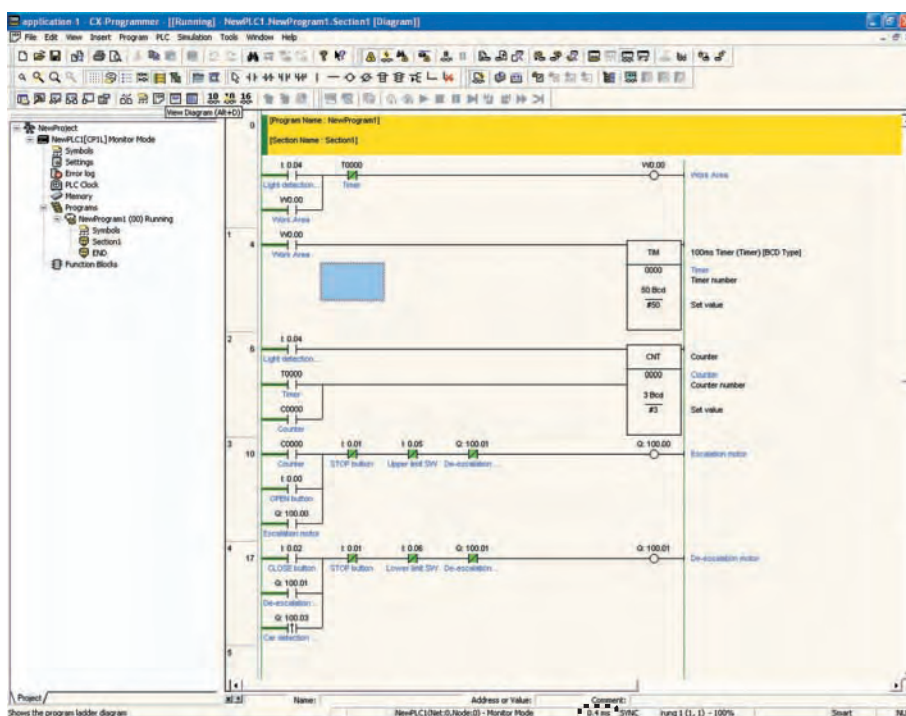 application 1 - CX-Programmer - [[Running] - NewPLC1.NewProgram1.Section1 [Diagram]]
File Edit View Insert Program PLC Simulation Tools Window Help
View Diagram (Alt+D)
NewProject
NewPLC1[CP1L] Monitor Mode
Symbols
Settings
Error log
PLC Clock
Memory
Programs
NewProgram1 (00) Running
Symbols
Section1
END
Function Blocks
Project
0
[Program Name : NewProgram1]
[Section Name : Section1]
I: 0.04 T0000 W0.00
Light detection... Timer Work Area
W0.00
Work Area
1
4
W0.00
Work Area
TIM 100ms Timer (Timer) [BCD Type]
0000 Timer
Timer number
50 Bcd
#50 Set value
2
6
I: 0.04
Light detection...
CNT Counter
T0000
Timer
0000 Counter
Counter number
3 Bcd
#3 Set value
C0000
Counter
3
10
C0000 I: 0.01 I: 0.05 Q: 100.01 Q: 100.00
Counter STOP button Upper limit SW De-escalation... Escalation motor
I: 0.00
OPEN button
Q: 100.00
Escalation motor
4
17
I: 0.02 I: 0.01 I: 0.06 Q: 100.01 Q: 100.01
CLOSE button STOP button Lower limit SW De-escalation... De-escalation motor
Q: 100.01
De-escalation...
Q: 100.03
Car detection...
5
Name: Address or Value: Comment:
Shows the program ladder diagram
NewPLC1(Net:0,Node:0) - Monitor Mode 0.4 ms SYNC rung 1 (1, 1) - 100% Smart